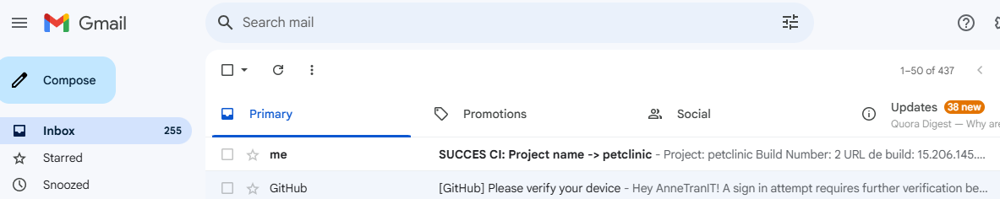 Gmail
Search mail
Compose
1–50 of 437
Primary
Promotions
Social
Updates 38 new
Quora Digest — Why are
Inbox 255
Starred
Snoozed
me SUCCES CI: Project name -> petclinic - Project: petclinic Build Number: 2 URL de build: 15.206.145....
GitHub [GitHub] Please verify your device - Hey AnneTranIT! A sign in attempt requires further verification be...